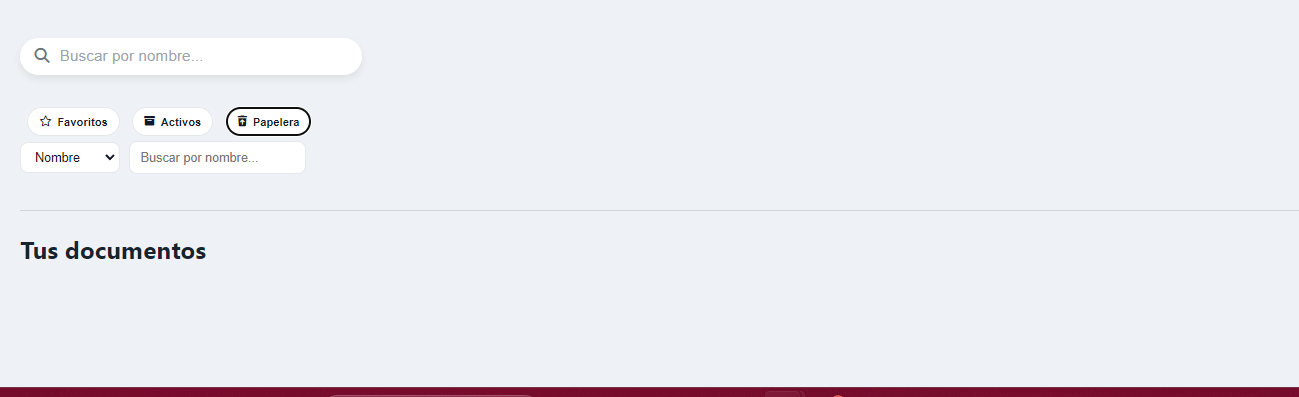 Buscar por nombre...
Favoritos Activos Papelera
Nombre Buscar por nombre...
Tus documentos